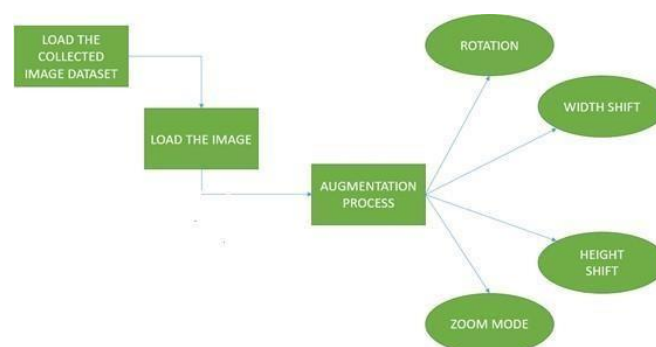 LOAD THE
COLLECTED
IMAGE DATASET
LOAD THE IMAGE
AUGMENTATION
PROCESS
ROTATION
WIDTH SHIFT
HEIGHT
SHIFT
ZOOM MODE